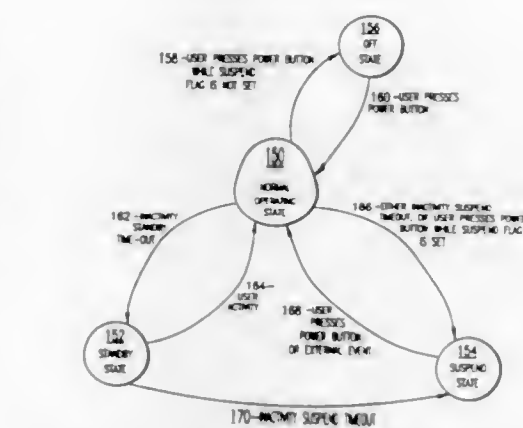 156
OFF
STATE
158-USER PRESSES POWER BUTTON
WHILE SUSPEND
FLAG IS NOT SET
160-USER PRESSES
POWER BUTTON
150
NORMAL
OPERATING
STATE
162-INACTIVITY
STANDBY
TIME-OUT
166-EITHER INACTIVITY SUSPEND
TIMEOUT, OR USER PRESSES POWER
BUTTON WHILE SUSPEND FLAG
IS SET
164-
USER
ACTIVITY
168-USER
PRESSES
POWER BUTTON
OR EXTERNAL EVENT
152
STANDBY
STATE
154
SUSPEND
STATE
170-INACTIVITY SUSPEND TIMEOUT